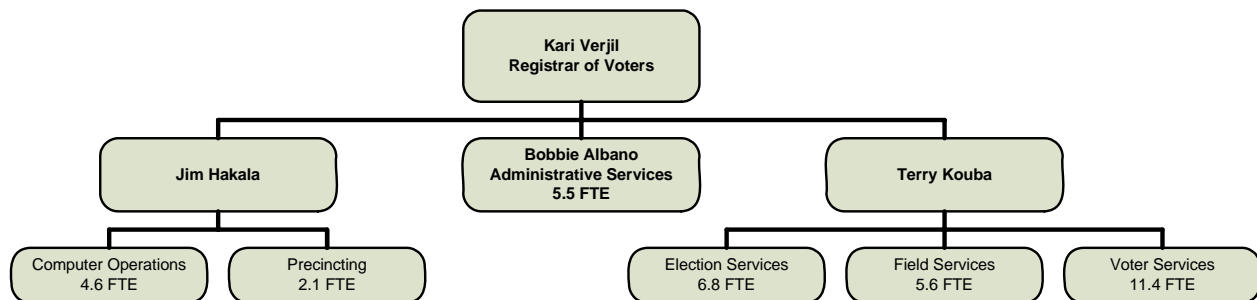 Kari Verjil
Registrar of Voters
Jim Hakala
Bobbie Albano
Administrative Services
5.5 FTE
Terry Kouba
Computer Operations
4.6 FTE
Precincting
2.1 FTE
Election Services
6.8 FTE
Field Services
5.6 FTE
Voter Services
11.4 FTE